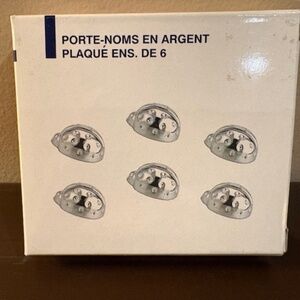 PORTE-NOMS EN ARGENT
PLAQUÉ ENS. DE 6